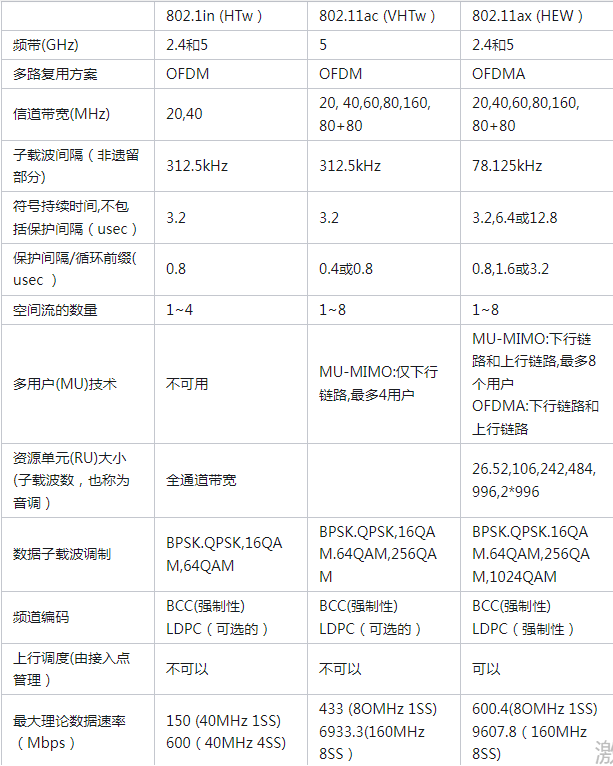 802.1in (HTw) 802.11ac (VHTw) 802.11ax (HEW)
频带(GHz) 2.4和5 5 2.4和5
多路复用方案 OFDM OFDM OFDMA
信道带宽(MHz) 20,40 20, 40,60,80,160, 20,40,60,80,160,
80+80 80+80
子载波间隔（非遗留 312.5kHz 312.5kHz 78.125kHz
部分)
符号持续时间,不包 3.2 3.2 3,2,6.4或12.8
括保护间隔（usec）
保护间隔/循环前缀( 0.8 0.4或0.8 0.8,1.6或3.2
usec ）
空间流的数量 1~4 1~8 1~8
多用户(MU)技术 不可用 MU-MIMO:仅下行
链路,最多4用户
MU-MIMO:下行链
路和上行链路,最多8
个用户
OFDMA:下行链路和
上行链路
资源单元(RU)大小
(子载波数，也称为
音调）
全通道带宽
26.52,106,242,484,
996,2*996
数据子载波调制
BPSK.QPSK,16QA
M,64QAM
BPSK.QPSK,16QA
M.64QAM,256QA
M
BPSK.QPSK.16QA
M.64QAM,256QA
M,1024QAM
频道编码
BCC(强制性)
LDPC（可选的）
BCC(强制性)
LDPC（可选的）
BCC(强制性)
LDPC（强制性）
上行调度(由接入点
管理）
不可以 不可以 可以
最大理论数据速率
（Mbps）
150 (40MHz 1SS)
600（40MHz 4SS)
433 (8OMHz 1SS)
6933.3(160MHz
8SS）
600.4(8OMHz 1SS)
9607.8（160MHz
8SS)
激